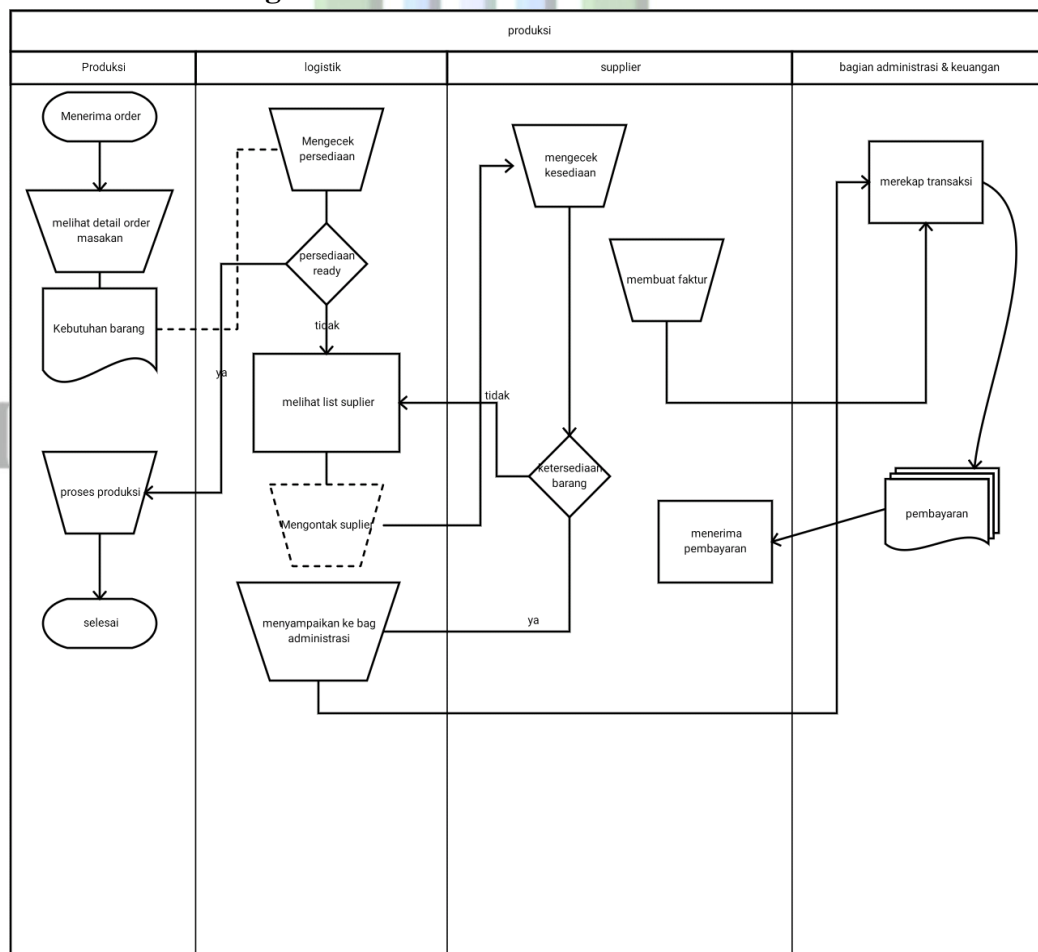 produksi
Produksi
logistik
supplier
bagian administrasi & keuangan
Menerima order
melihat detail order
masakan
Kebutuhan barang
ya
proses produksi
selesai
Mengecek
persediaan
persediaan
ready
tidak
melihat list suplier
Mengontak suplier
menyampaikan ke bag
administrasi
mengecek
kesediaan
membuat faktur
tidak
ketersediaan
barang
menerima
pembayaran
ya
merekap transaksi
pembayaran